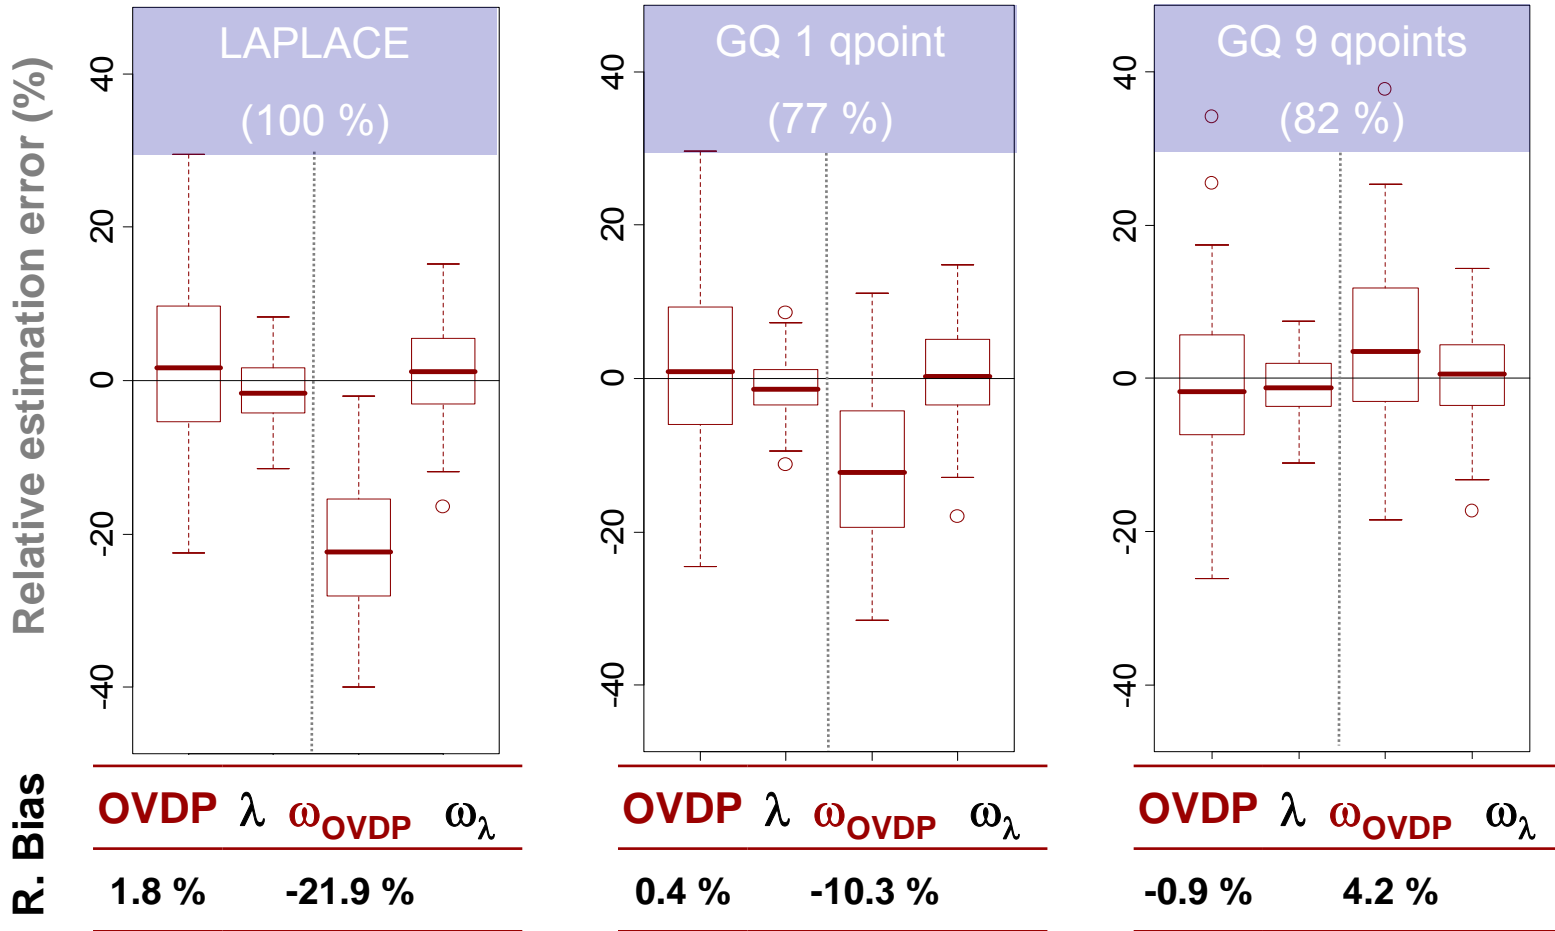 Relative estimation error (%)
LAPLACE
(100 %)
40
20
0
-20
-40
GQ 1 qpoint
(77 %)
40
20
0
-20
-40
GQ 9 qpoints
(82 %)
40
20
0
-20
-40
R. Bias
OVDP λ ωOVDP ωλ
1.8 % -21.9 %
OVDP λ ωOVDP ωλ
0.4 % -10.3 %
OVDP λ ωOVDP ωλ
-0.9 % 4.2 %